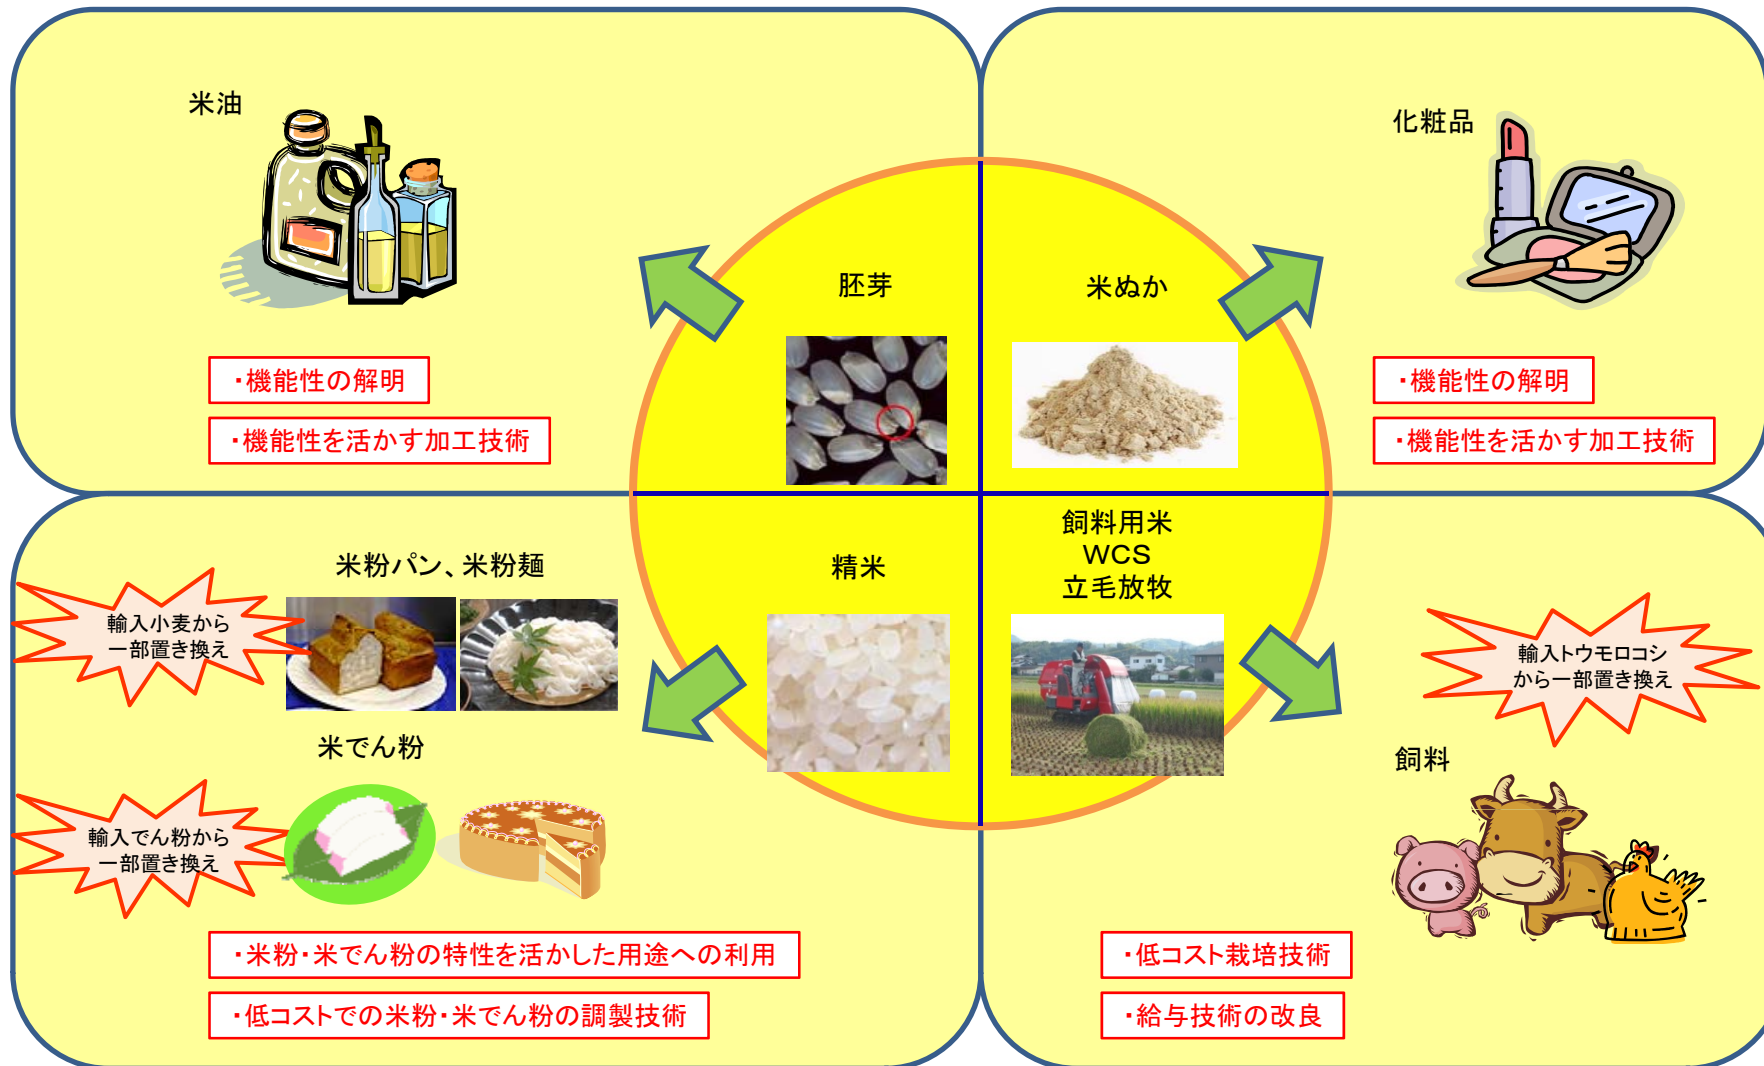 米油
胚芽
・機能性の解明
・機能性を活かす加工技術
化粧品
米ぬか
・機能性の解明
・機能性を活かす加工技術
米粉パン、米粉麺
精米
輸入小麦から
一部置き換え
米でん粉
輸入でん粉から
一部置き換え
・米粉・米でん粉の特性を活かした用途への利用
・低コストでの米粉・米でん粉の調製技術
飼料用米
WCS
立毛放牧
輸入トウモロコシ
から一部置き換え
飼料
・低コスト栽培技術
・給与技術の改良